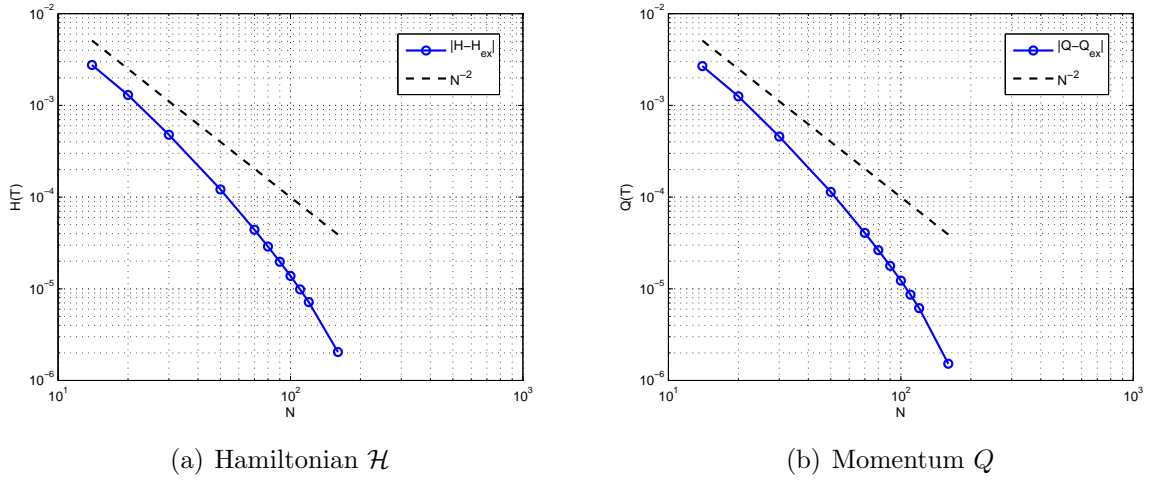 10⁻²
10⁻³
10⁻⁴
10⁻⁵
10⁻⁶
H(T)
10¹
10²
10³
N
|H−H_ex|
N⁻²
(a) Hamiltonian ℋ
10⁻²
10⁻³
10⁻⁴
10⁻⁵
10⁻⁶
Q(T)
10¹
10²
10³
N
|Q−Q_ex|
N⁻²
(b) Momentum Q